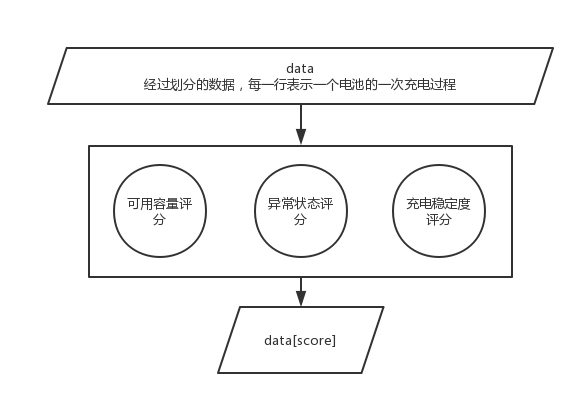 data
经过划分的数据，每一行表示一个电池的一次充电过程
可用容量评
分
异常状态评
分
充电稳定度
评分
data[score]